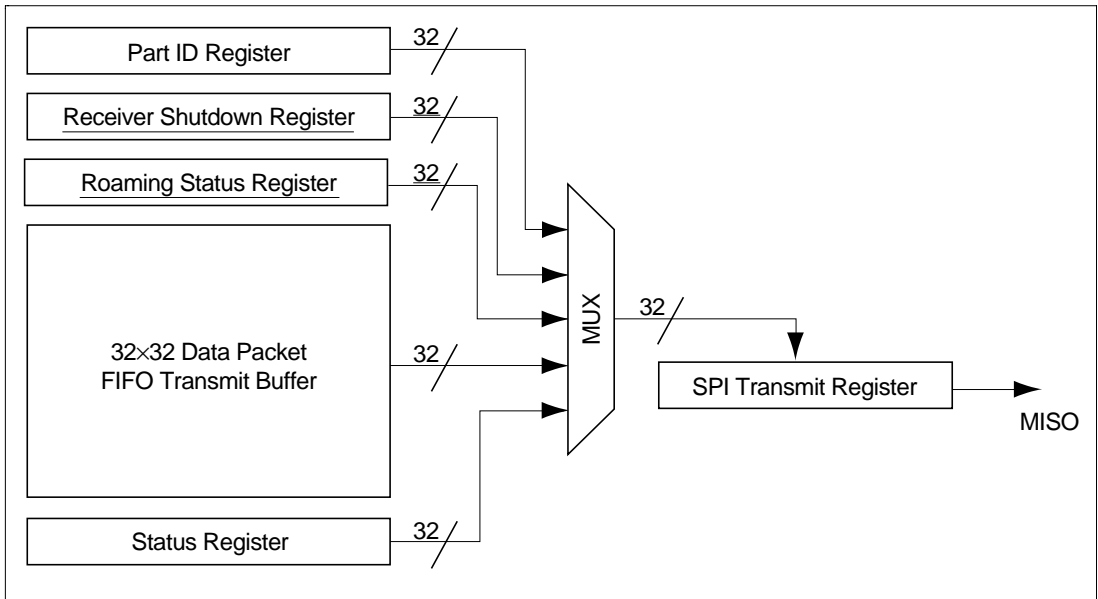 Part ID Register
32
Receiver Shutdown Register
32
Roaming Status Register
32
32×32 Data Packet
FIFO Transmit Buffer
32
Status Register
32
MUX
32
SPI Transmit Register
MISO